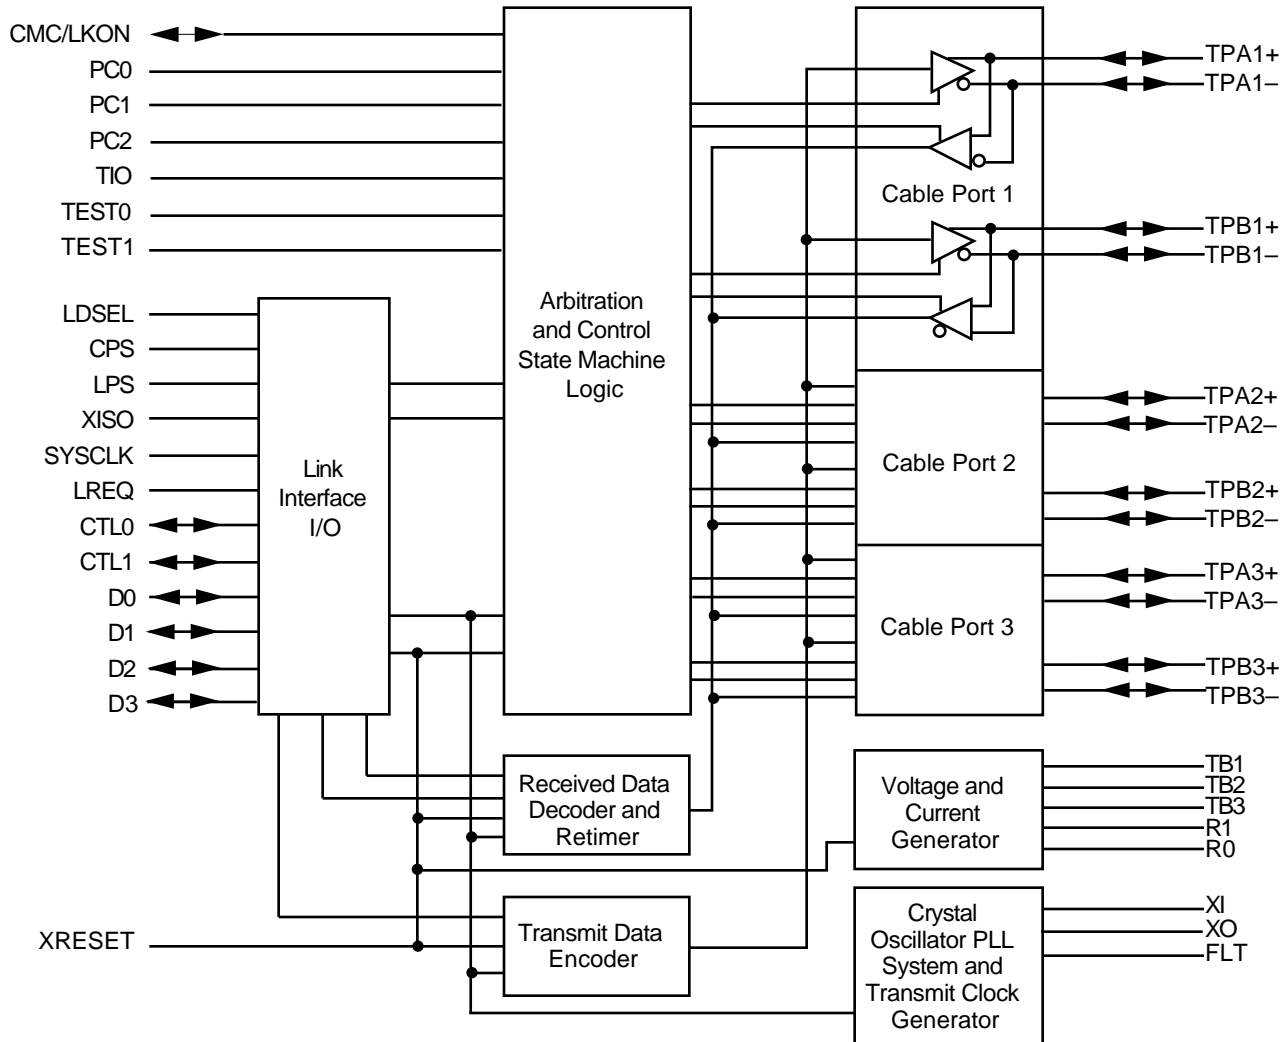 CMC/LKON
PC0
PC1
PC2
TIO
TEST0
TEST1
LDSEL
CPS
LPS
XISO
SYSCLK
LREQ
CTL0
CTL1
D0
D1
D2
D3
XRESET
Link
Interface
I/O
Arbitration
and Control
State Machine
Logic
Received Data
Decoder and
Retimer
Transmit Data
Encoder
Cable Port 1
Cable Port 2
Cable Port 3
Voltage and
Current
Generator
Crystal
Oscillator PLL
System and
Transmit Clock
Generator
TPA1+
TPA1–
TPB1+
TPB1–
TPA2+
TPA2–
TPB2+
TPB2–
TPA3+
TPA3–
TPB3+
TPB3–
TB1
TB2
TB3
R1
R0
XI
XO
FLT